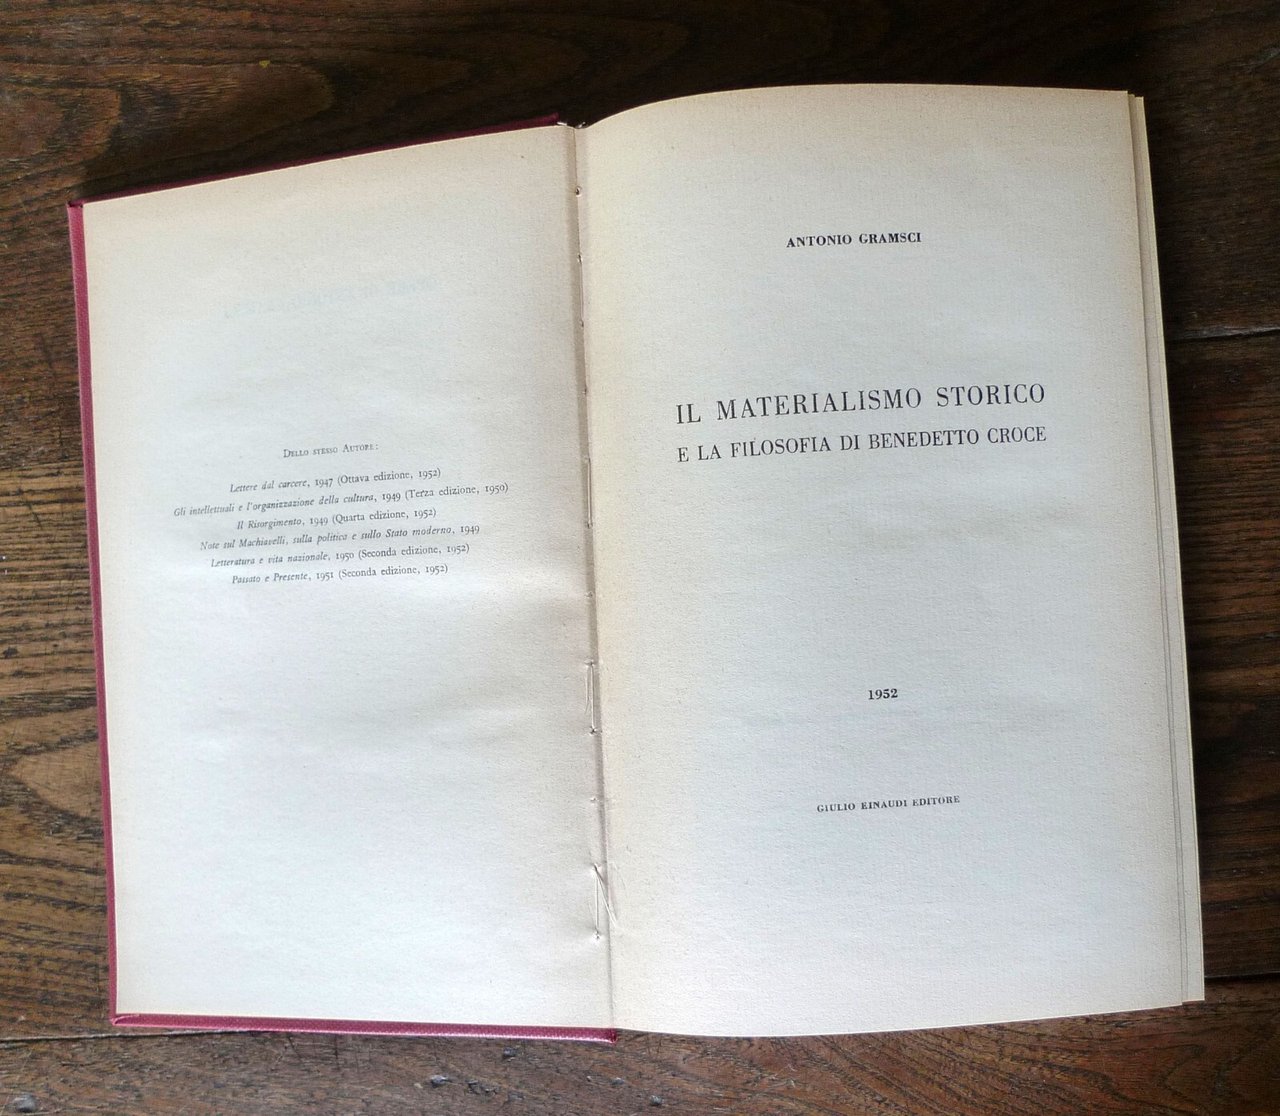 Dello stesso Autore:
Lettere dal carcere, 1947 (Ottava edizione, 1952)
Gli intellettuali e l'organizzazione della cultura, 1949 (Terza edizione, 1950)
Il Risorgimento, 1949 (Quarta edizione, 1952)
Note sul Machiavelli, sulla politica e sullo Stato moderno, 1949
Letteratura e vita nazionale, 1950 (Seconda edizione, 1952)
Passato e Presente, 1951 (Seconda edizione, 1952)
ANTONIO GRAMSCI
IL MATERIALISMO STORICO
E LA FILOSOFIA DI BENEDETTO CROCE
1952
GIULIO EINAUDI EDITORE